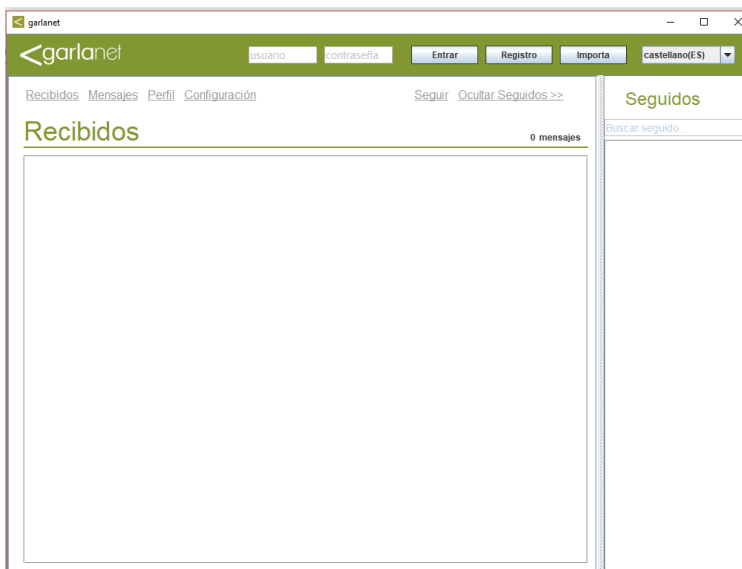 garlanet
<garlanet usuario contraseña Entrar Registro Importa castellano(ES)
Recibidos Mensajes Perfil Configuración Seguir Ocultar Seguidos >>
Recibidos
0 mensajes
Seguidos
Buscar seguido...